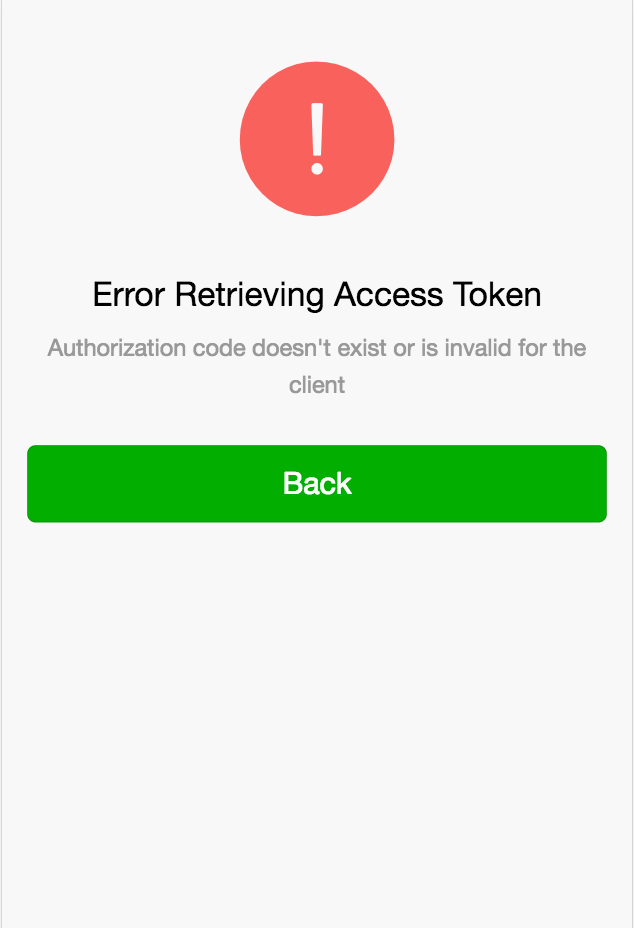 !
Error Retrieving Access Token
Authorization code doesn't exist or is invalid for the
client
Back